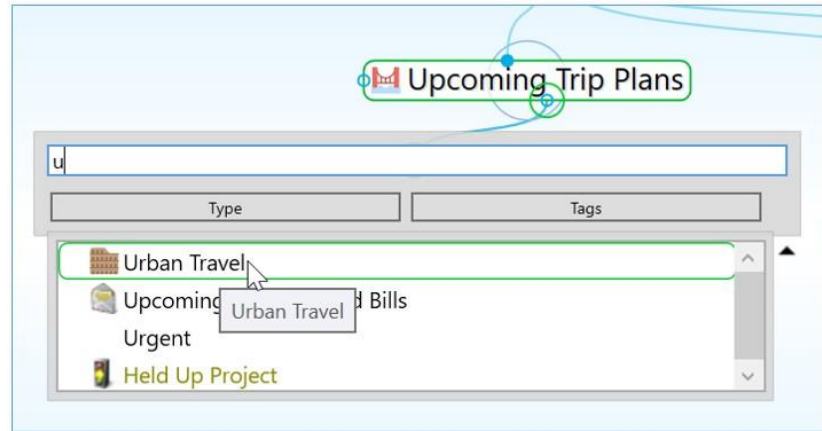 Upcoming Trip Plans
u
Type Tags
Urban Travel
Upcoming d Bills
Urban Travel
Urgent
Held Up Project